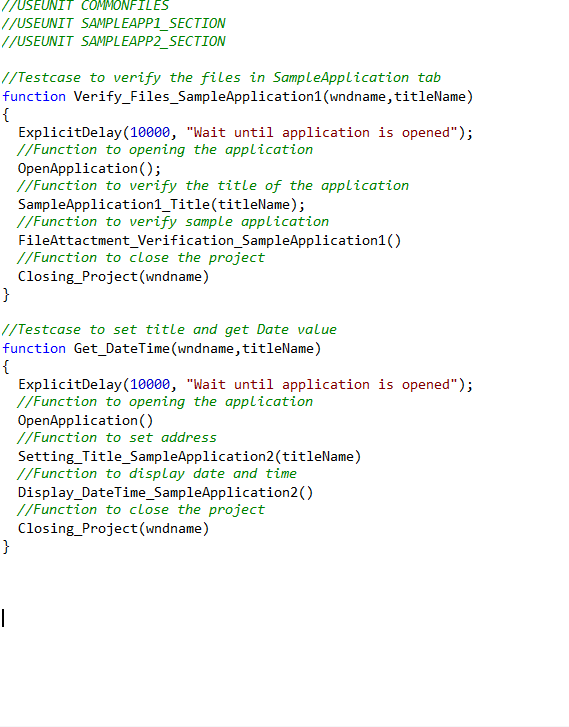 //USEUNIT COMMONFILES
//USEUNIT SAMPLEAPP1_SECTION
//USEUNIT SAMPLEAPP2_SECTION
//Testcase to verify the files in SampleApplication tab
function Verify_Files_SampleApplication1(wndname,titleName)
{
ExplicitDelay(10000, "Wait until application is opened");
//Function to opening the application
OpenApplication();
//Function to verify the title of the application
SampleApplication1_Title(titleName);
//Function to verify sample application
FileAttactment_Verification_SampleApplication1()
//Function to close the project
Closing_Project(wndname)
}
//Testcase to set title and get Date value
function Get_DateTime(wndname,titleName)
{
ExplicitDelay(10000, "Wait until application is opened");
//Function to opening the application
OpenApplication()
//Function to set address
Setting_Title_SampleApplication2(titleName)
//Function to display date and time
Display_DateTime_SampleApplication2()
//Function to close the project
Closing_Project(wndname)
}